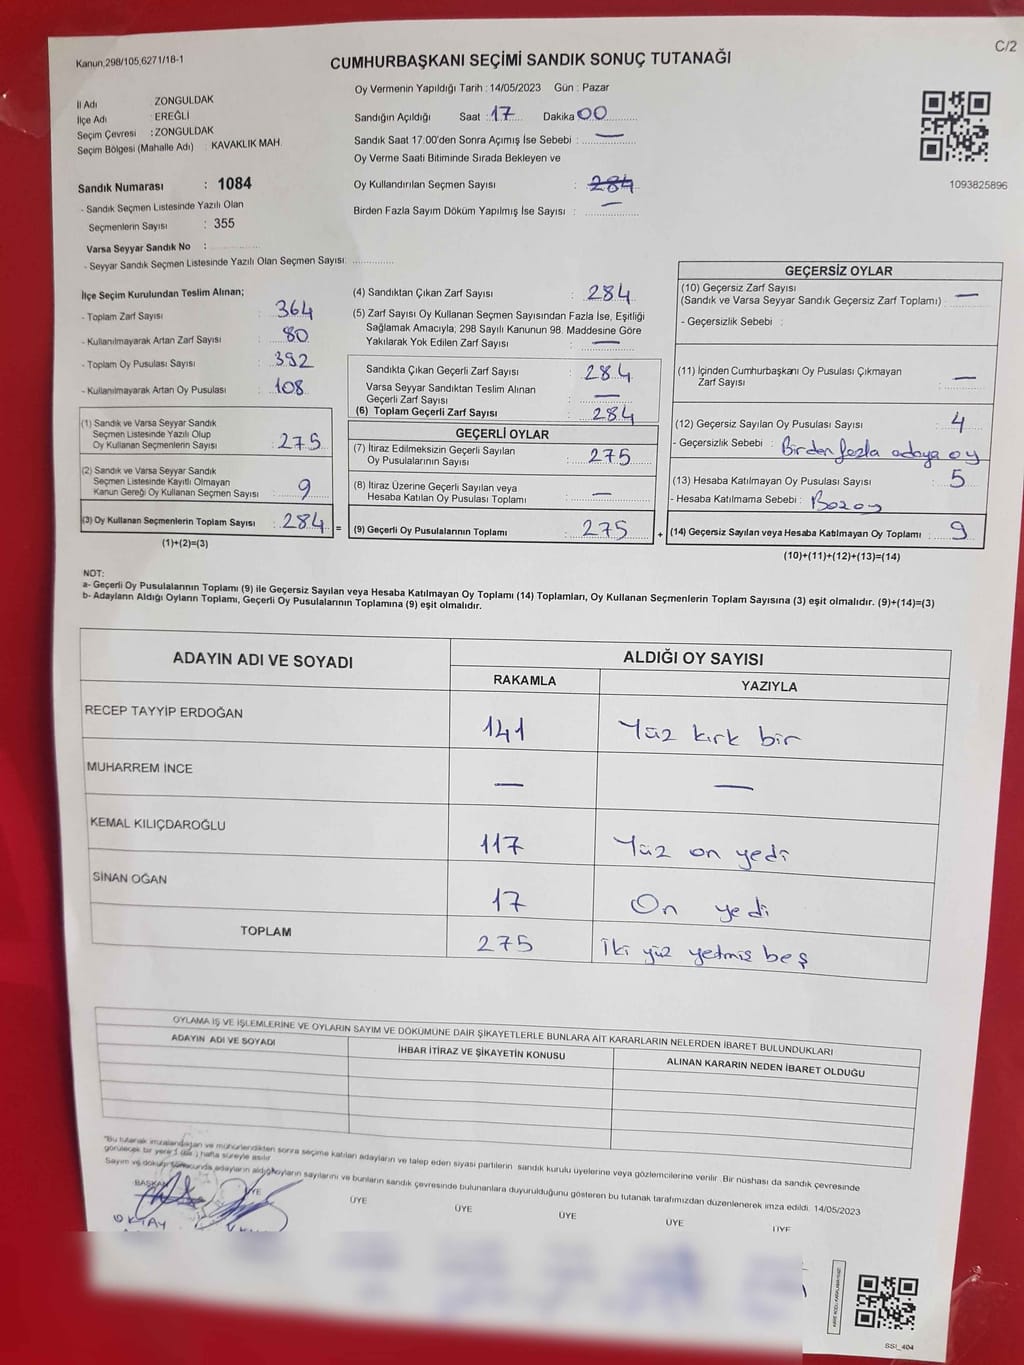 C/2
Kanun,298/105,6271/18-1
CUMHURBAŞKANI SEÇİMİ SANDIK SONUÇ TUTANAĞI
İl Adı ZONGULDAK
İlçe Adı : EREĞLİ
Seçim Çevresi : ZONGULDAK
Seçim Bölgesi (Mahalle Adı) : KAVAKLIK MAH.
Sandık Numarası : 1084
- Sandık Seçmen Listesinde Yazılı Olan
Seçmenlerin Sayısı : 355
Varsa Seyyar Sandık No :
- Seyyar Sandık Seçmen Listesinde Yazılı Olan Seçmen Sayısı:
Oy Vermenin Yapıldığı Tarih : 14/05/2023 Gün : Pazar
Sandığın Açıldığı Saat : 17 Dakika 00
Sandık Saat 17.00'den Sonra Açımış İse Sebebi : —
Oy Verme Saati Bitiminde Sırada Bekleyen ve
Oy Kullandırılan Seçmen Sayısı : 284
Birden Fazla Sayım Döküm Yapılmış İse Sayısı : —
1093825896
İlçe Seçim Kurulundan Teslim Alınan;
- Toplam Zarf Sayısı : 364
- Kullanılmayarak Artan Zarf Sayısı : 80
- Toplam Oy Pusulası Sayısı : 392
- Kullanılmayarak Artan Oy Pusulası : 108
(1) Sandık ve Varsa Seyyar Sandık
Seçmen Listesinde Yazılı Olup
Oy Kullanan Seçmenlerin Sayısı : 275
(2) Sandık ve Varsa Seyyar Sandık
Seçmen Listesinde Kayıtlı Olmayan
Kanun Gereği Oy Kullanan Seçmen Sayısı : 9
(3) Oy Kullanan Seçmenlerin Toplam Sayısı : 284 =
(1)+(2)=(3)
(4) Sandıktan Çıkan Zarf Sayısı : 284
(5) Zarf Sayısı Oy Kullanan Seçmen Sayısından Fazla İse, Eşitliği
Sağlamak Amacıyla; 298 Sayılı Kanunun 98. Maddesine Göre
Yakılarak Yok Edilen Zarf Sayısı : —
Sandıkta Çıkan Geçerli Zarf Sayısı : 284
Varsa Seyyar Sandıktan Teslim Alınan
Geçerli Zarf Sayısı : —
(6) Toplam Geçerli Zarf Sayısı : 284
GEÇERLİ OYLAR
(7) İtiraz Edilmeksizin Geçerli Sayılan
Oy Pusulalarının Sayısı : 275
(8) İtiraz Üzerine Geçerli Sayılan veya
Hesaba Katılan Oy Pusulası Toplamı : —
(9) Geçerli Oy Pusulalarının Toplamı : 275 +
GEÇERSİZ OYLAR
(10) Geçersiz Zarf Sayısı
(Sandık ve Varsa Seyyar Sandık Geçersiz Zarf Toplamı) : —
- Geçersizlik Sebebi :
(11) İçinden Cumhurbaşkanı Oy Pusulası Çıkmayan
Zarf Sayısı : —
(12) Geçersiz Sayılan Oy Pusulası Sayısı : 4
- Geçersizlik Sebebi : Birden fazla adaya oy
(13) Hesaba Katılmayan Oy Pusulası Sayısı : 5
- Hesaba Katılmama Sebebi :
(14) Geçersiz Sayılan veya Hesaba Katılmayan Oy Toplamı : 9
(10)+(11)+(12)+(13)=(14)
NOT:
a- Geçerli Oy Pusulalarının Toplamı (9) ile Geçersiz Sayılan veya Hesaba Katılmayan Oy Toplamı (14) Toplamları, Oy Kullanan Seçmenlerin Toplam Sayısına (3) eşit olmalıdır. (9)+(14)=(3)
b- Adayların Aldığı Oyların Toplamı, Geçerli Oy Pusulalarının Toplamına (9) eşit olmalıdır.
ADAYIN ADI VE SOYADI ALDIĞI OY SAYISI
RAKAMLA YAZIYLA
RECEP TAYYİP ERDOĞAN 141 Yüz kırk bir
MUHARREM İNCE — —
KEMAL KILIÇDAROĞLU 117 Yüz on yedi
SİNAN OĞAN 17 On yedi
TOPLAM 275 İki yüz yetmiş beş
OYLAMA İŞ VE İŞLEMLERİNE VE OYLARIN SAYIM VE DÖKÜMÜNE DAİR ŞİKAYETLERLE BUNLARA AİT KARARLARIN NELERDEN İBARET BULUNDUKLARI
ADAYIN ADI VE SOYADI İHBAR İTİRAZ VE ŞİKAYETİN KONUSU ALINAN KARARIN NEDEN İBARET OLDUĞU
"Bu tutanak imzalandıktan ve mühürlendikten sonra seçime katılan adayların ve talep eden siyasi partilerin sandık kurulu üyelerine veya gözlemcilerine verilir. Bir nüshası da sandık çevresinde
görülecek bir yere 1 (Bir) hafta süreyle asılır.
Sayım ve döküm sonucunda adayların aldığı oyların sayılarını ve bunların sandık çevresinde bulunanlara duyurulduğunu gösteren bu tutanak tarafımızdan düzenlenerek imza edildi. 14/05/2023
BAŞKAN ÜYE ÜYE ÜYE ÜYE ÜYE ÜYE
OKTAY
SSI_404